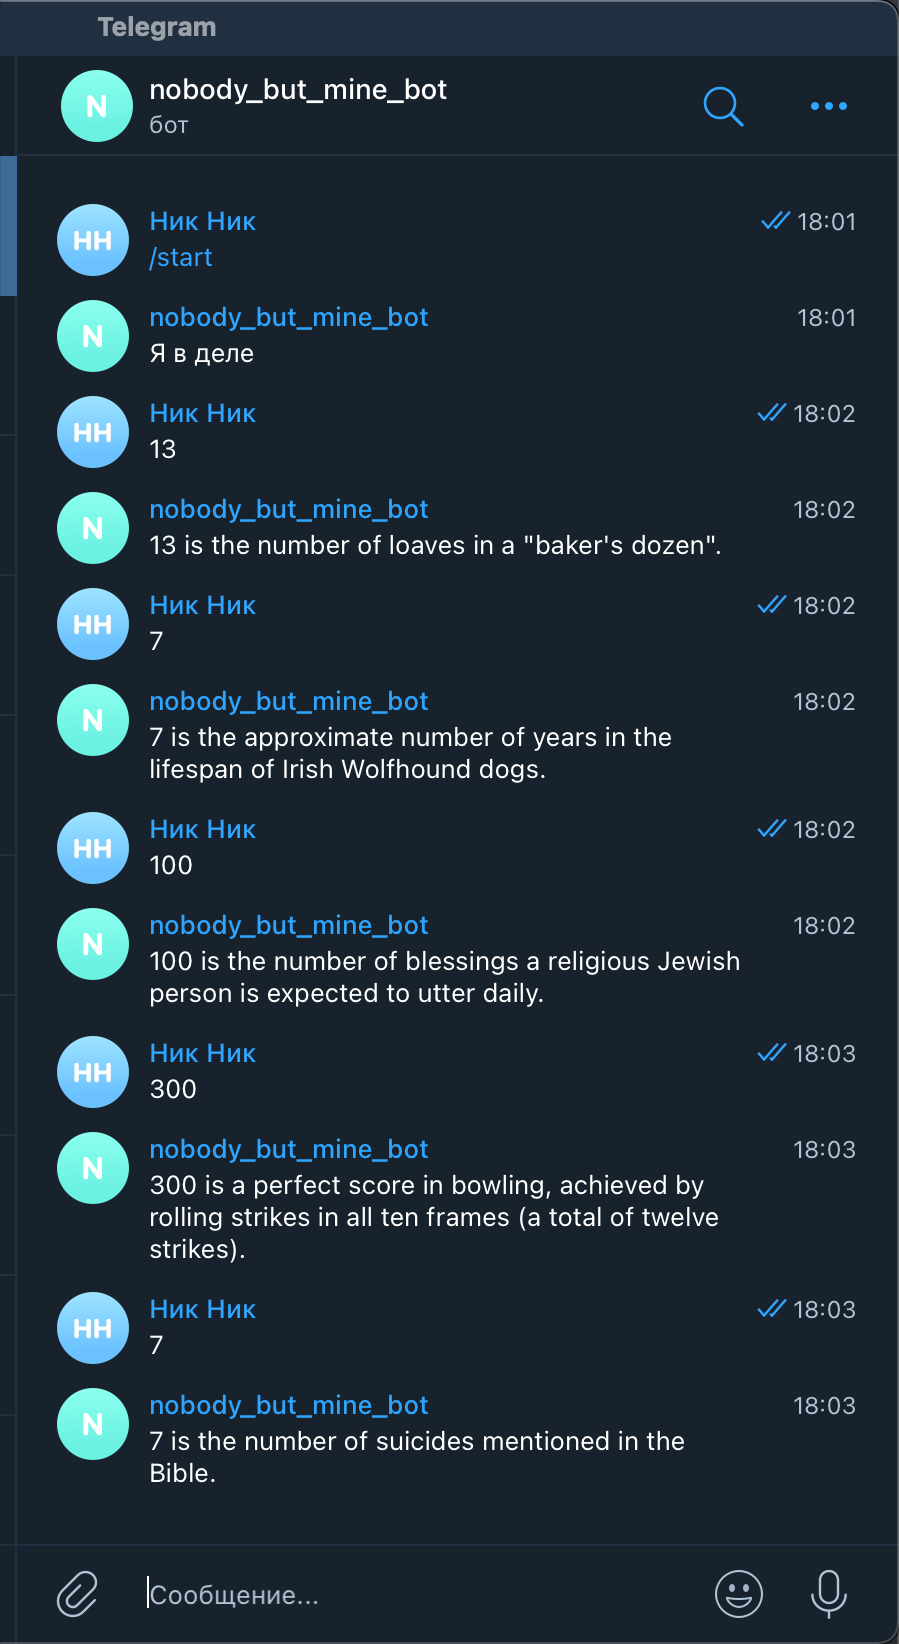 Telegram
N
nobody_but_mine_bot
бот
НН
Ник Ник
18:01
/start
N
nobody_but_mine_bot
18:01
Я в деле
НН
Ник Ник
18:02
13
N
nobody_but_mine_bot
18:02
13 is the number of loaves in a "baker's dozen".
НН
Ник Ник
18:02
7
N
nobody_but_mine_bot
18:02
7 is the approximate number of years in the
lifespan of Irish Wolfhound dogs.
НН
Ник Ник
18:02
100
N
nobody_but_mine_bot
18:02
100 is the number of blessings a religious Jewish
person is expected to utter daily.
НН
Ник Ник
18:03
300
N
nobody_but_mine_bot
18:03
300 is a perfect score in bowling, achieved by
rolling strikes in all ten frames (a total of twelve
strikes).
НН
Ник Ник
18:03
7
N
nobody_but_mine_bot
18:03
7 is the number of suicides mentioned in the
Bible.
Сообщение...